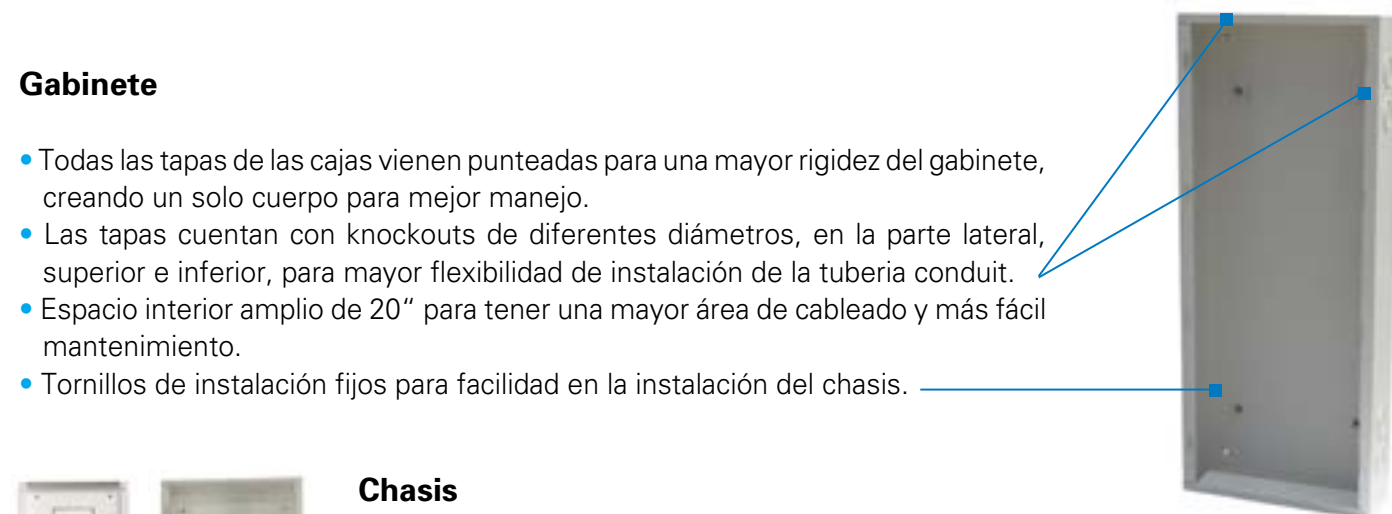 Gabinete
• Todas las tapas de las cajas vienen punteadas para una mayor rigidez del gabinete,
creando un solo cuerpo para mejor manejo.
• Las tapas cuentan con knockouts de diferentes diámetros, en la parte lateral,
superior e inferior, para mayor flexibilidad de instalación de la tuberia conduit.
• Espacio interior amplio de 20“ para tener una mayor área de cableado y más fácil
mantenimiento.
• Tornillos de instalación fijos para facilidad en la instalación del chasis.
Chasis